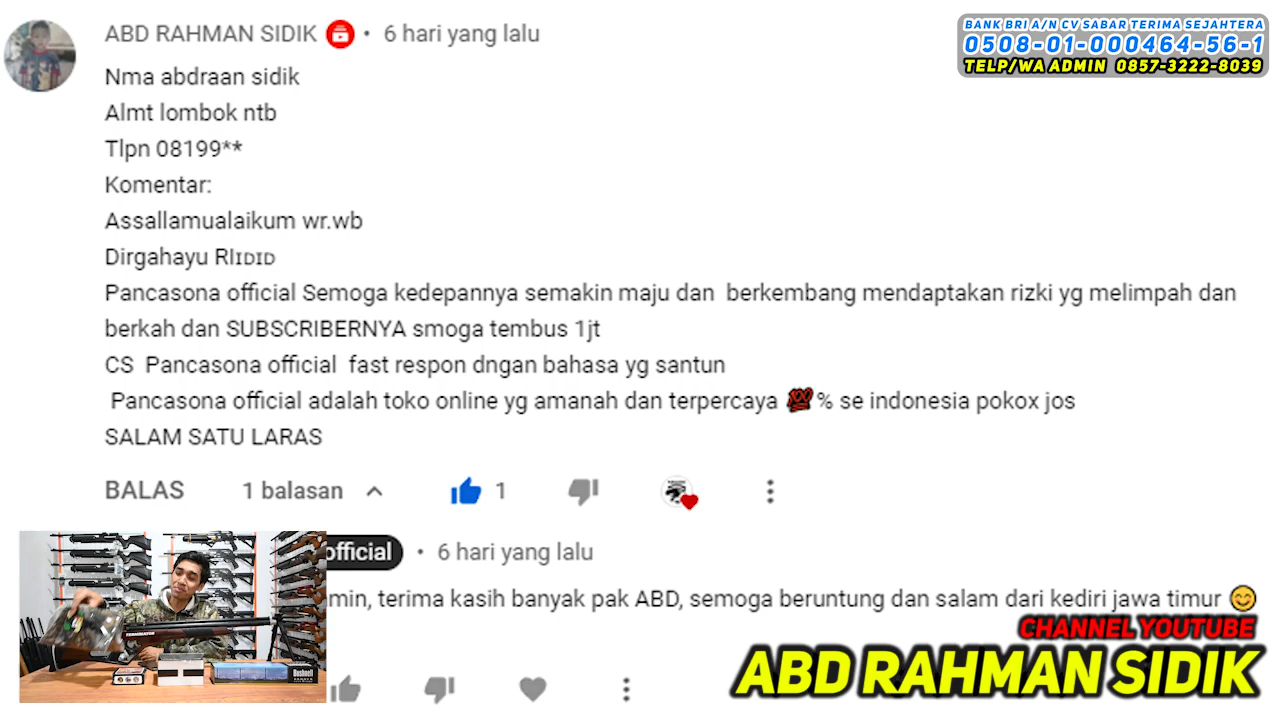 ABD RAHMAN SIDIK • 6 hari yang lalu
BANK BRI A/N CV SABAR TERIMA SEJAHTERA
0508-01-000464-56-1
TELP/WA ADMIN 0857-3222-8039
Nma abdraan sidik
Almt lombok ntb
Tlpn 08199**
Komentar:
Assallamualaikum wr.wb
Dirgahayu RIɪᴅɪᴅ
Pancasona official Semoga kedepannya semakin maju dan berkembang mendaptakan rizki yg melimpah dan
berkah dan SUBSCRIBERNYA smoga tembus 1jt
CS Pancasona official fast respon dngan bahasa yg santun
Pancasona official adalah toko online yg amanah dan terpercaya 💯% se indonesia pokox jos
SALAM SATU LARAS
BALAS 1 balasan 1
official • 6 hari yang lalu
min, terima kasih banyak pak ABD, semoga beruntung dan salam dari kediri jawa timur 😊
CHANNEL YOUTUBE
ABD RAHMAN SIDIK
TERMINATOR
Bushnell